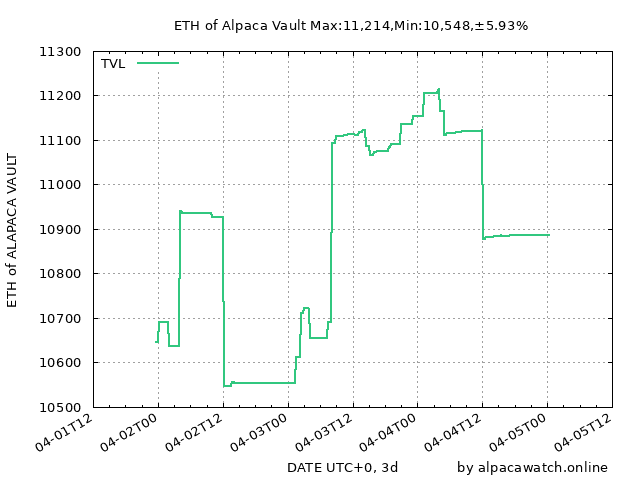 ETH of Alpaca Vault Max:11,214,Min:10,548,±5.93%
TVL
11300
11200
11100
11000
10900
10800
10700
10600
10500
ETH of ALAPACA VAULT
04-01T12
04-02T00
04-02T12
04-03T00
04-03T12
04-04T00
04-04T12
04-05T00
04-05T12
DATE UTC+0, 3d
by alpacawatch.online